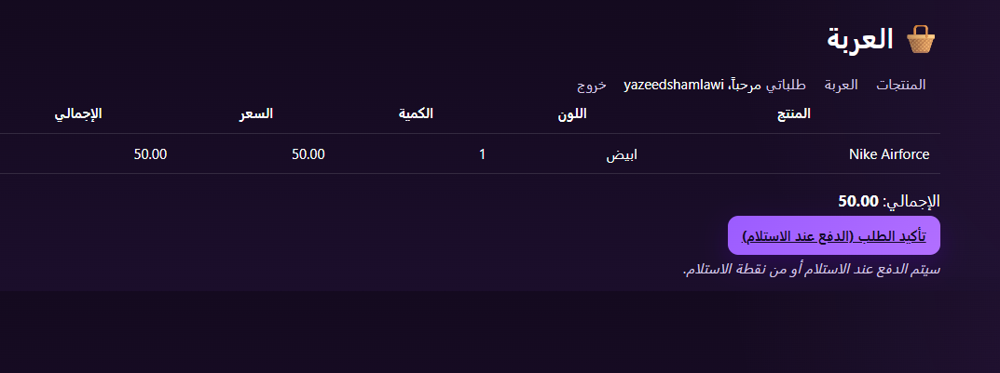 العربة
المنتجات العربة طلباتي مرحباً، yazeedshamlawi خروج
المنتج اللون الكمية السعر الإجمالي
Nike Airforce ابيض 1 50.00 50.00
الإجمالي: 50.00
تأكيد الطلب (الدفع عند الاستلام)
سيتم الدفع عند الاستلام أو من نقطة الاستلام.